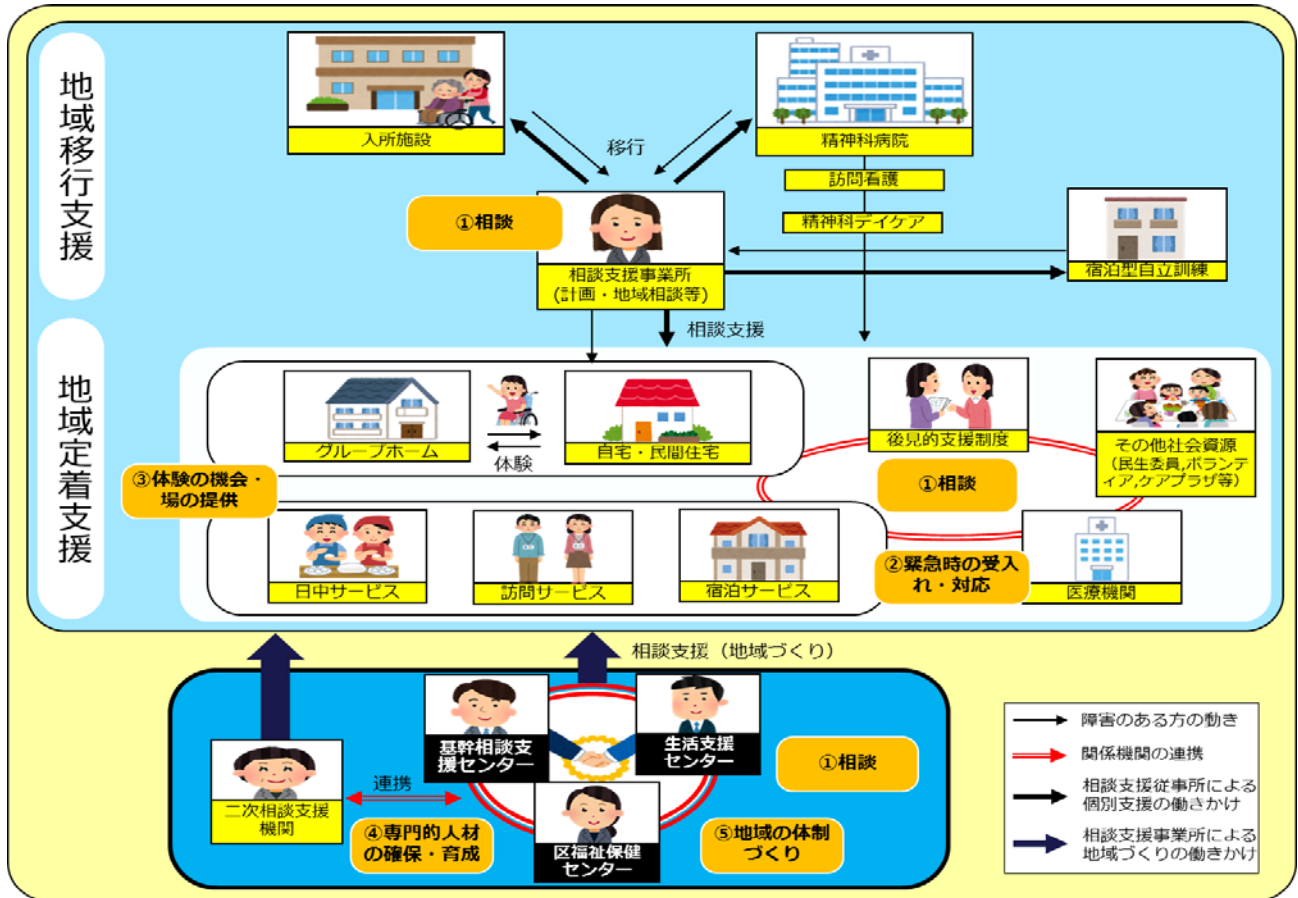 地域移行支援
入所施設
精神科病院
移行
訪問看護
①相談
精神科デイケア
相談支援事業所
(計画・地域相談等)
宿泊型自立訓練
相談支援
地域定着支援
グループホーム
体験
自宅・民間住宅
後見的支援制度
その他社会資源
（民生委員,ボランテ
ィア,ケアプラザ等）
③体験の機会・
場の提供
①相談
日中サービス
訪問サービス
宿泊サービス
②緊急時の受入
れ・対応
医療機関
相談支援（地域づくり）
基幹相談支
援センター
生活支援
センター
①相談
連携
二次相談支援
機関
④専門的人材
の確保・育成
区福祉保健
センター
⑤地域の体制
づくり
障害のある方の動き
関係機関の連携
相談支援従事所による
個別支援の働きかけ
相談支援事業所による
地域づくりの働きかけ